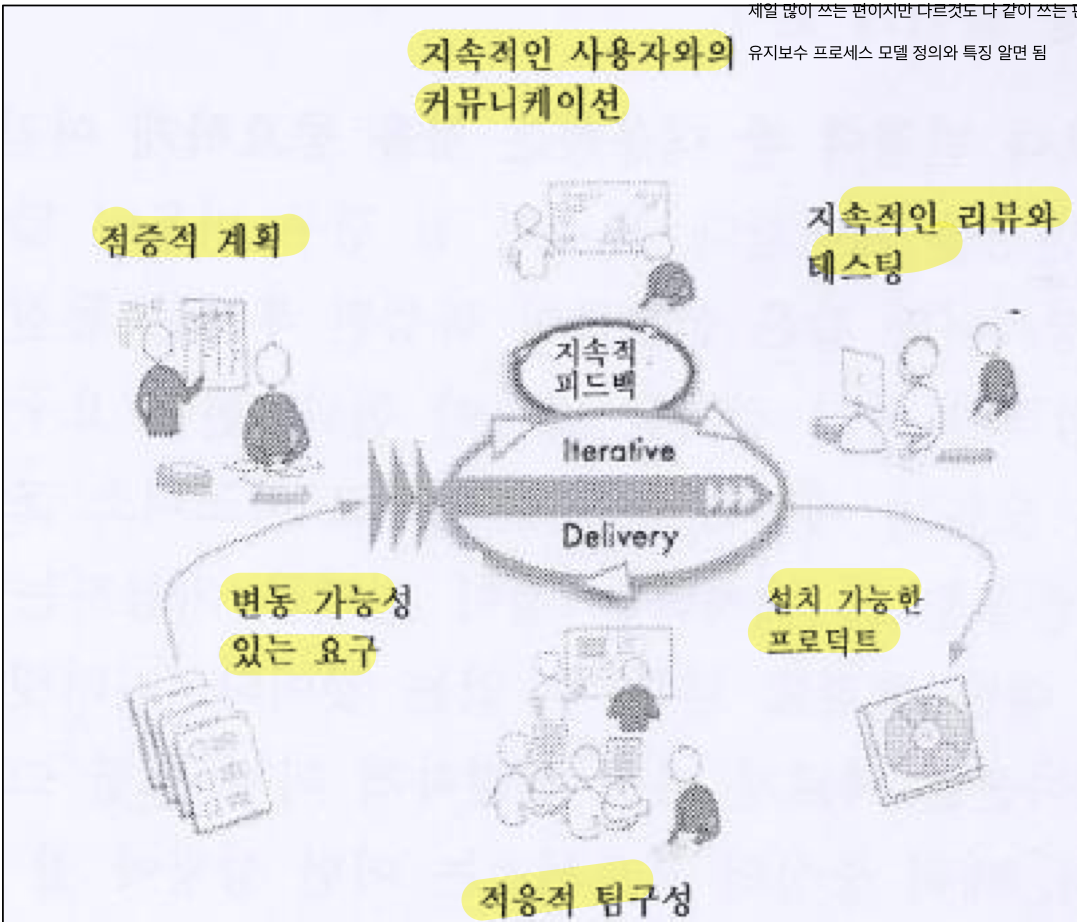 제일 많이 쓰는 편이지만 다르것도 다 같이 쓰는
유지보수 프로세스 모델 정의와 특징 알면 됨
지속적인 사용자와의
커뮤니케이션
점증적 계획
지속적인 리뷰와
테스팅
지속적
피드백
Iterative
Delivery
변동 가능성
있는 요구
설치 가능한
프로덕트
적응적 팀구성